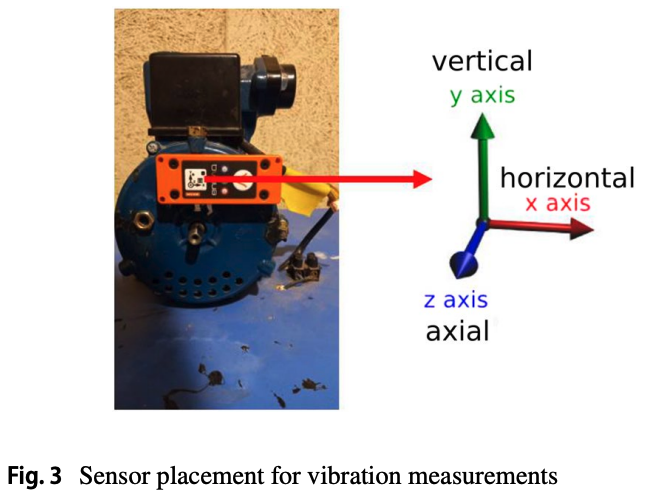 vertical
y axis
horizontal
x axis
z axis
axial
Fig. 3 Sensor placement for vibration measurements